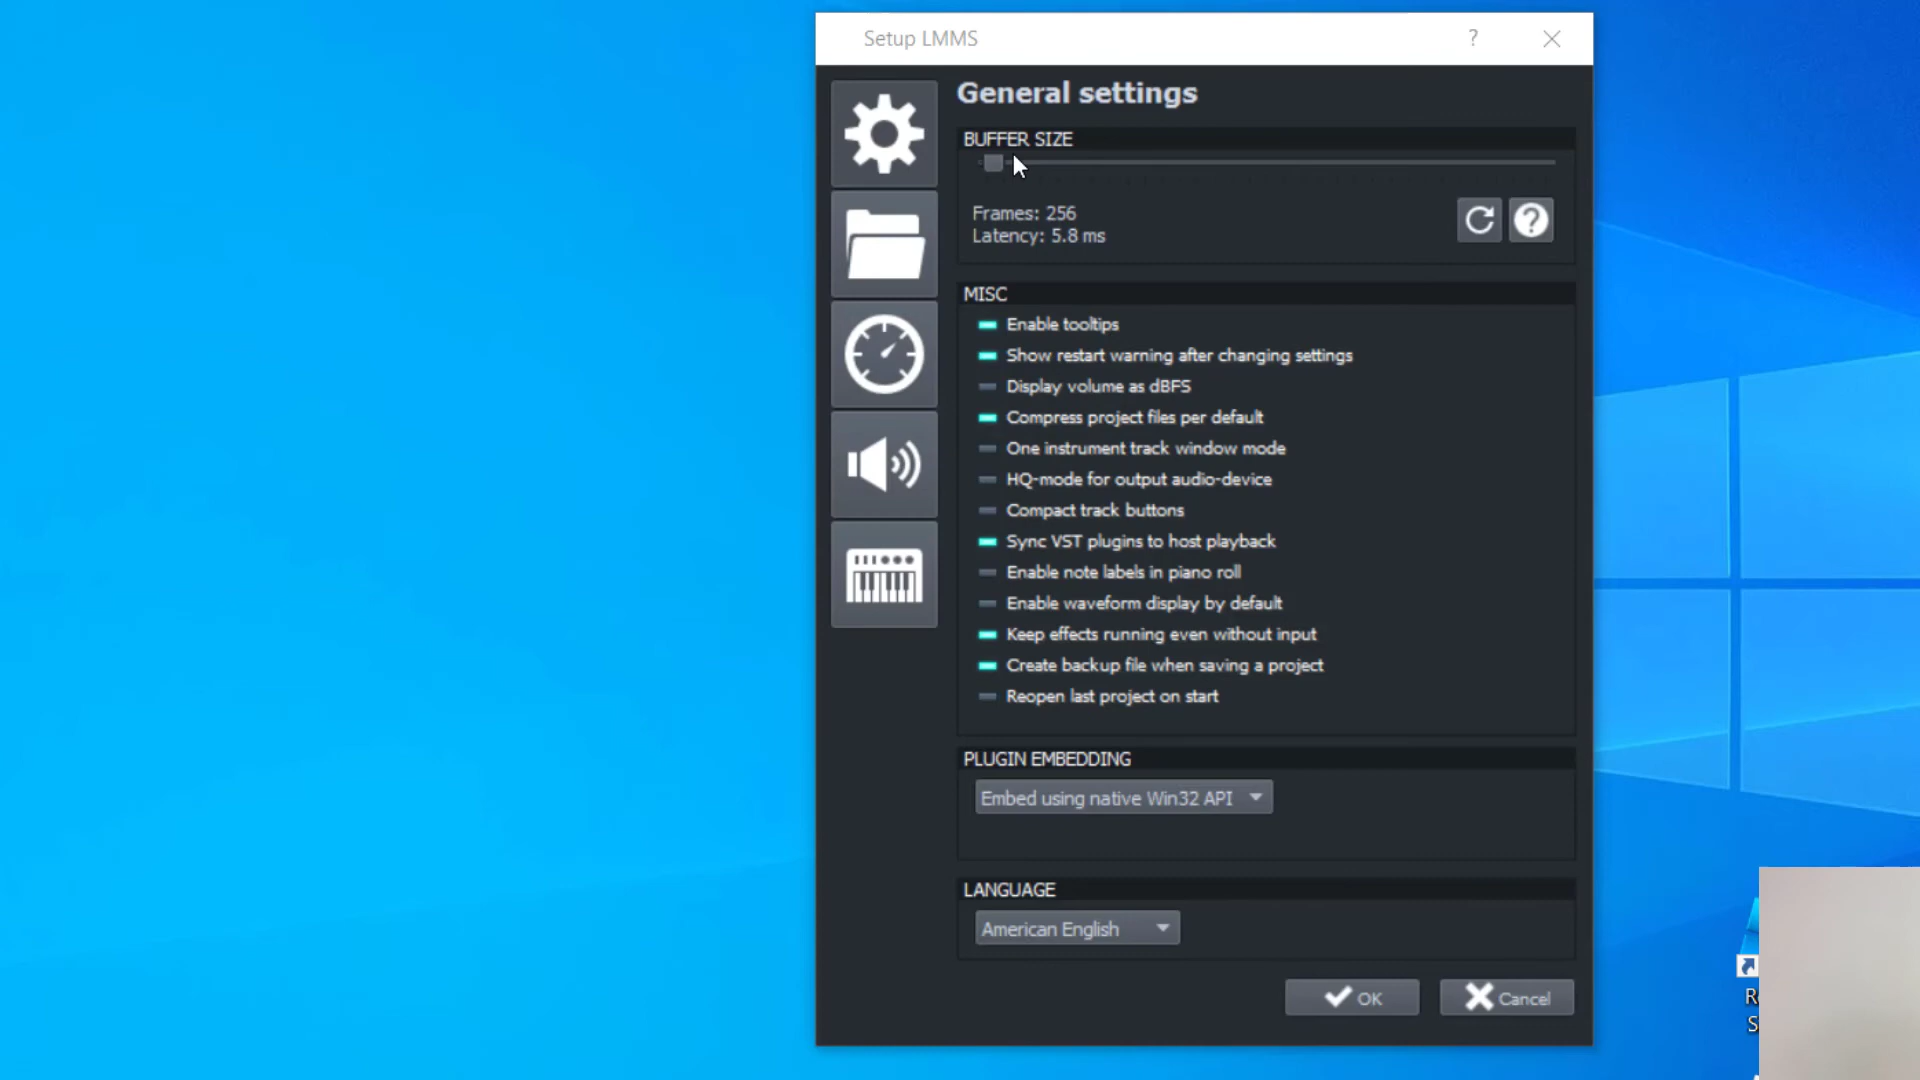 Setup LMMS
General settings
BUFFER SIZE
Frames: 256
Latency: 5.8 ms
MISC
Enable tooltips
Show restart warning after changing settings
Display volume as dBFS
Compress project files per default
One instrument track window mode
HQ-mode for output audio-device
Compact track buttons
Sync VST plugins to host playback
Enable note labels in piano roll
Enable waveform display by default
Keep effects running even without input
Create backup file when saving a project
Reopen last project on start
PLUGIN EMBEDDING
Embed using native Win32 API
LANGUAGE
American English
OK
Cancel